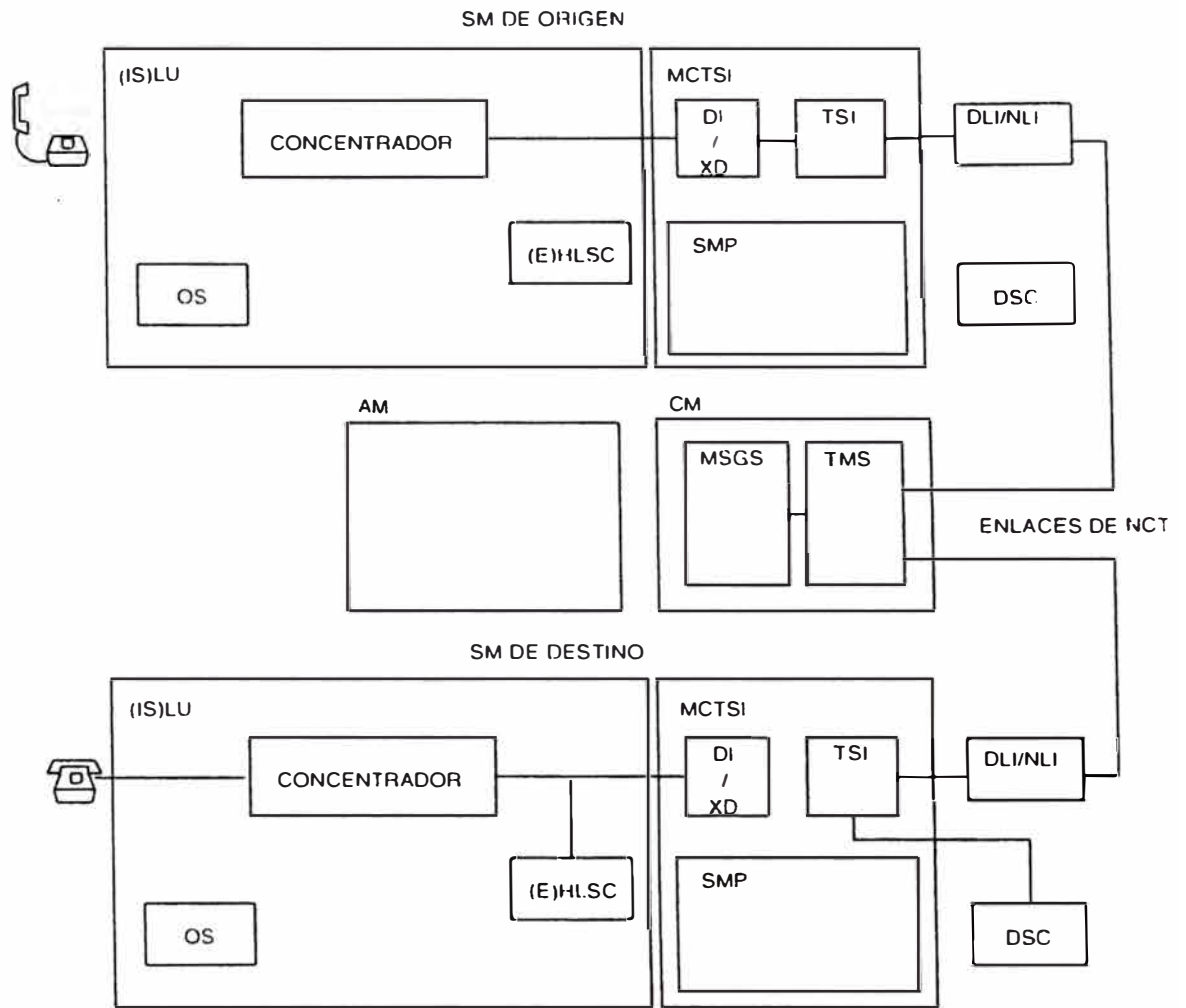 SM DE ORIGEN
(IS)LU
CONCENTRADOR
(E)HLSC
OS
MCTSI
DI
/
XD
TSI
SMP
DLI/NLI
DSC
AM
CM
MSGS
TMS
ENLACES DE NCT
SM DE DESTINO
(IS)LU
CONCENTRADOR
(E)HLSC
OS
MCTSI
DI
/
XD
TSI
SMP
DLI/NLI
DSC